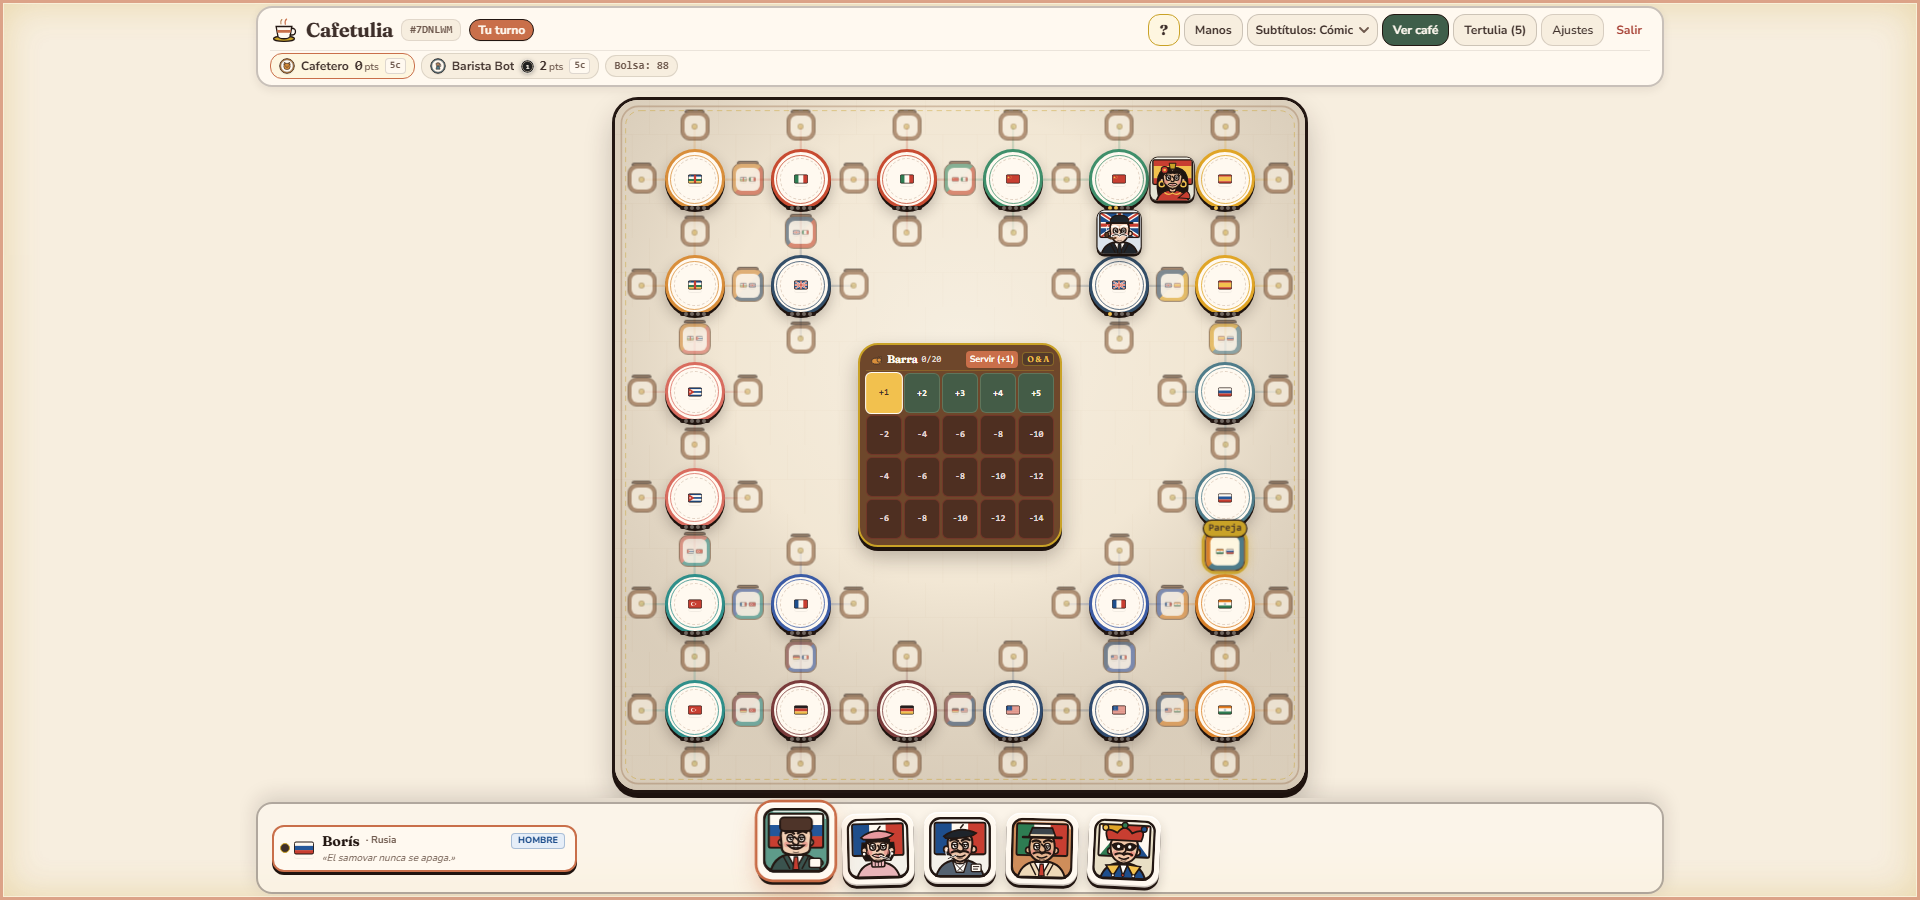 Cafetulia #7DNLWM Tu turno ? Manos Subtítulos: Cómic Ver café Tertulia (5) Ajustes Salir
Cafetero 0 pts 5c Barista Bot 1 2 pts 5c Bolsa: 88
Barra 0/20 Servir (+1) O & A
+1 +2 +3 +4 +5
-2 -4 -6 -8 -10
-4 -6 -8 -10 -12
-6 -8 -10 -12 -14
Pareja
Borís · Rusia HOMBRE
«El samovar nunca se apaga.»